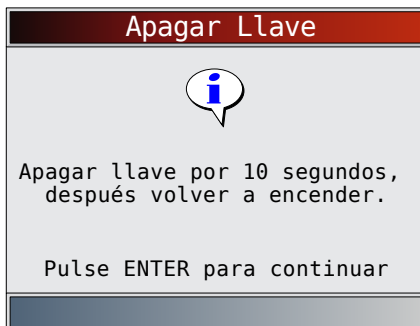 Apagar Llave
i
Apagar llave por 10 segundos,
después volver a encender.
Pulse ENTER para continuar